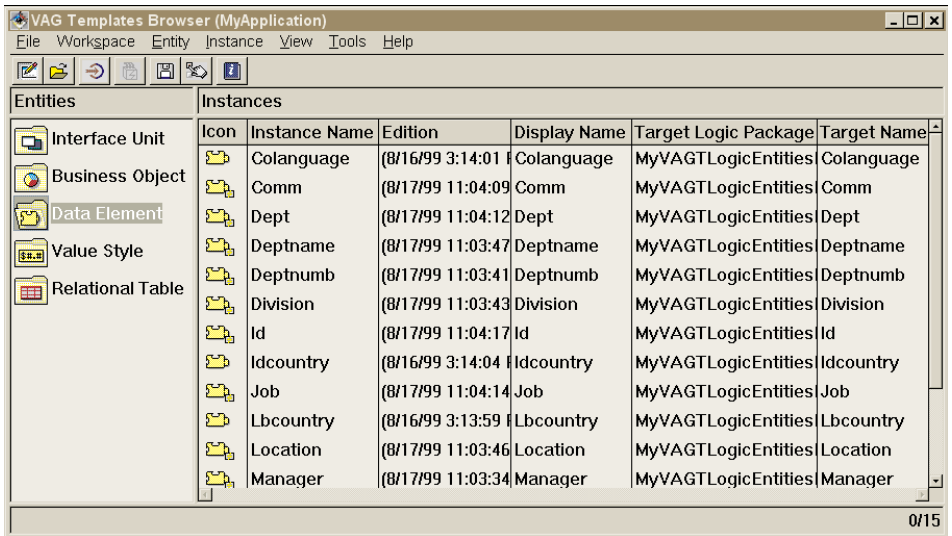 VAG Templates Browser (MyApplication)
File Workspace Entity Instance View Tools Help
Entities Instances
Interface Unit
Business Object
Data Element
Value Style
Relational Table
Icon Instance Name Edition Display Name Target Logic Package Target Name
Colanguage (8/16/99 3:14:01 Colanguage MyVAGTLogicEntities Colanguage
Comm (8/17/99 11:04:09 Comm MyVAGTLogicEntities Comm
Dept (8/17/99 11:04:12 Dept MyVAGTLogicEntities Dept
Deptname (8/17/99 11:03:47 Deptname MyVAGTLogicEntities Deptname
Deptnumb (8/17/99 11:03:41 Deptnumb MyVAGTLogicEntities Deptnumb
Division (8/17/99 11:03:43 Division MyVAGTLogicEntities Division
Id (8/17/99 11:04:17 Id MyVAGTLogicEntities Id
Idcountry (8/16/99 3:14:04 Idcountry MyVAGTLogicEntities Idcountry
Job (8/17/99 11:04:14 Job MyVAGTLogicEntities Job
Lbcountry (8/16/99 3:13:59 Lbcountry MyVAGTLogicEntities Lbcountry
Location (8/17/99 11:03:46 Location MyVAGTLogicEntities Location
Manager (8/17/99 11:03:34 Manager MyVAGTLogicEntities Manager
0/15